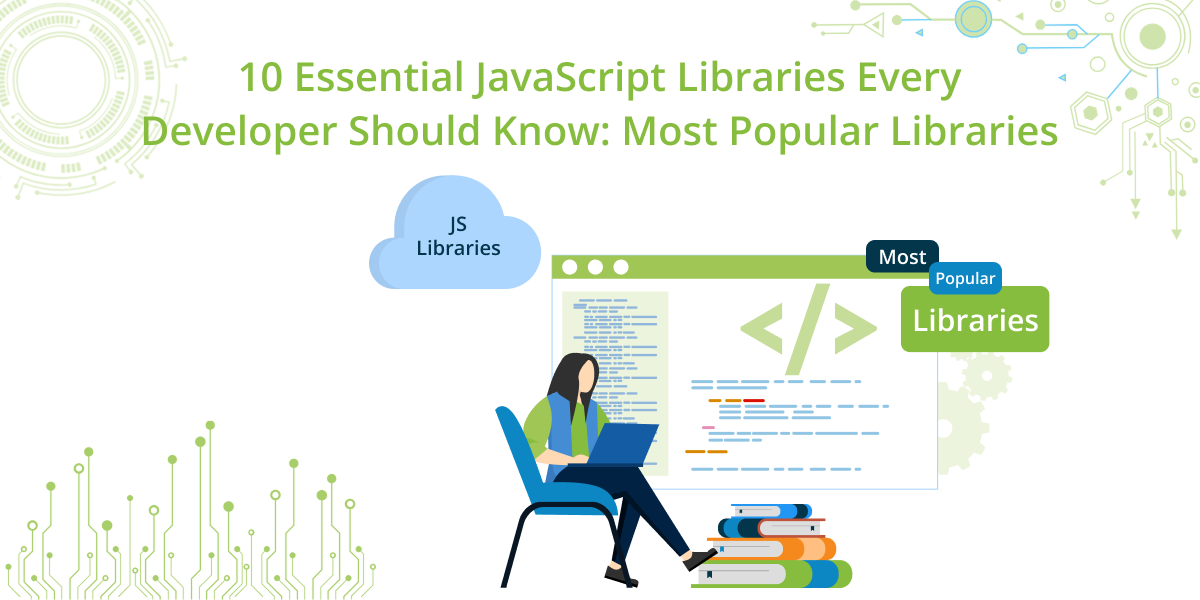 10 Essential JavaScript Libraries Every
Developer Should Know: Most Popular Libraries
JS
Libraries
Most
Popular
Libraries